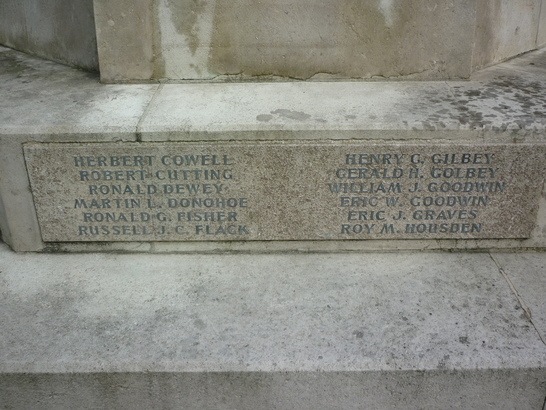 HERBERT COWELL
ROBERT CUTTING
RONALD DEWEY
MARTIN L. DONOHOE
RONALD G. FISHER
RUSSELL J. C. FLACK
HENRY G. GILBEY
GERALD H. GOLBEY
WILLIAM J. GOODWIN
ERIC W. GOODWIN
ERIC J. GRAVES
ROY M. HOUSDEN